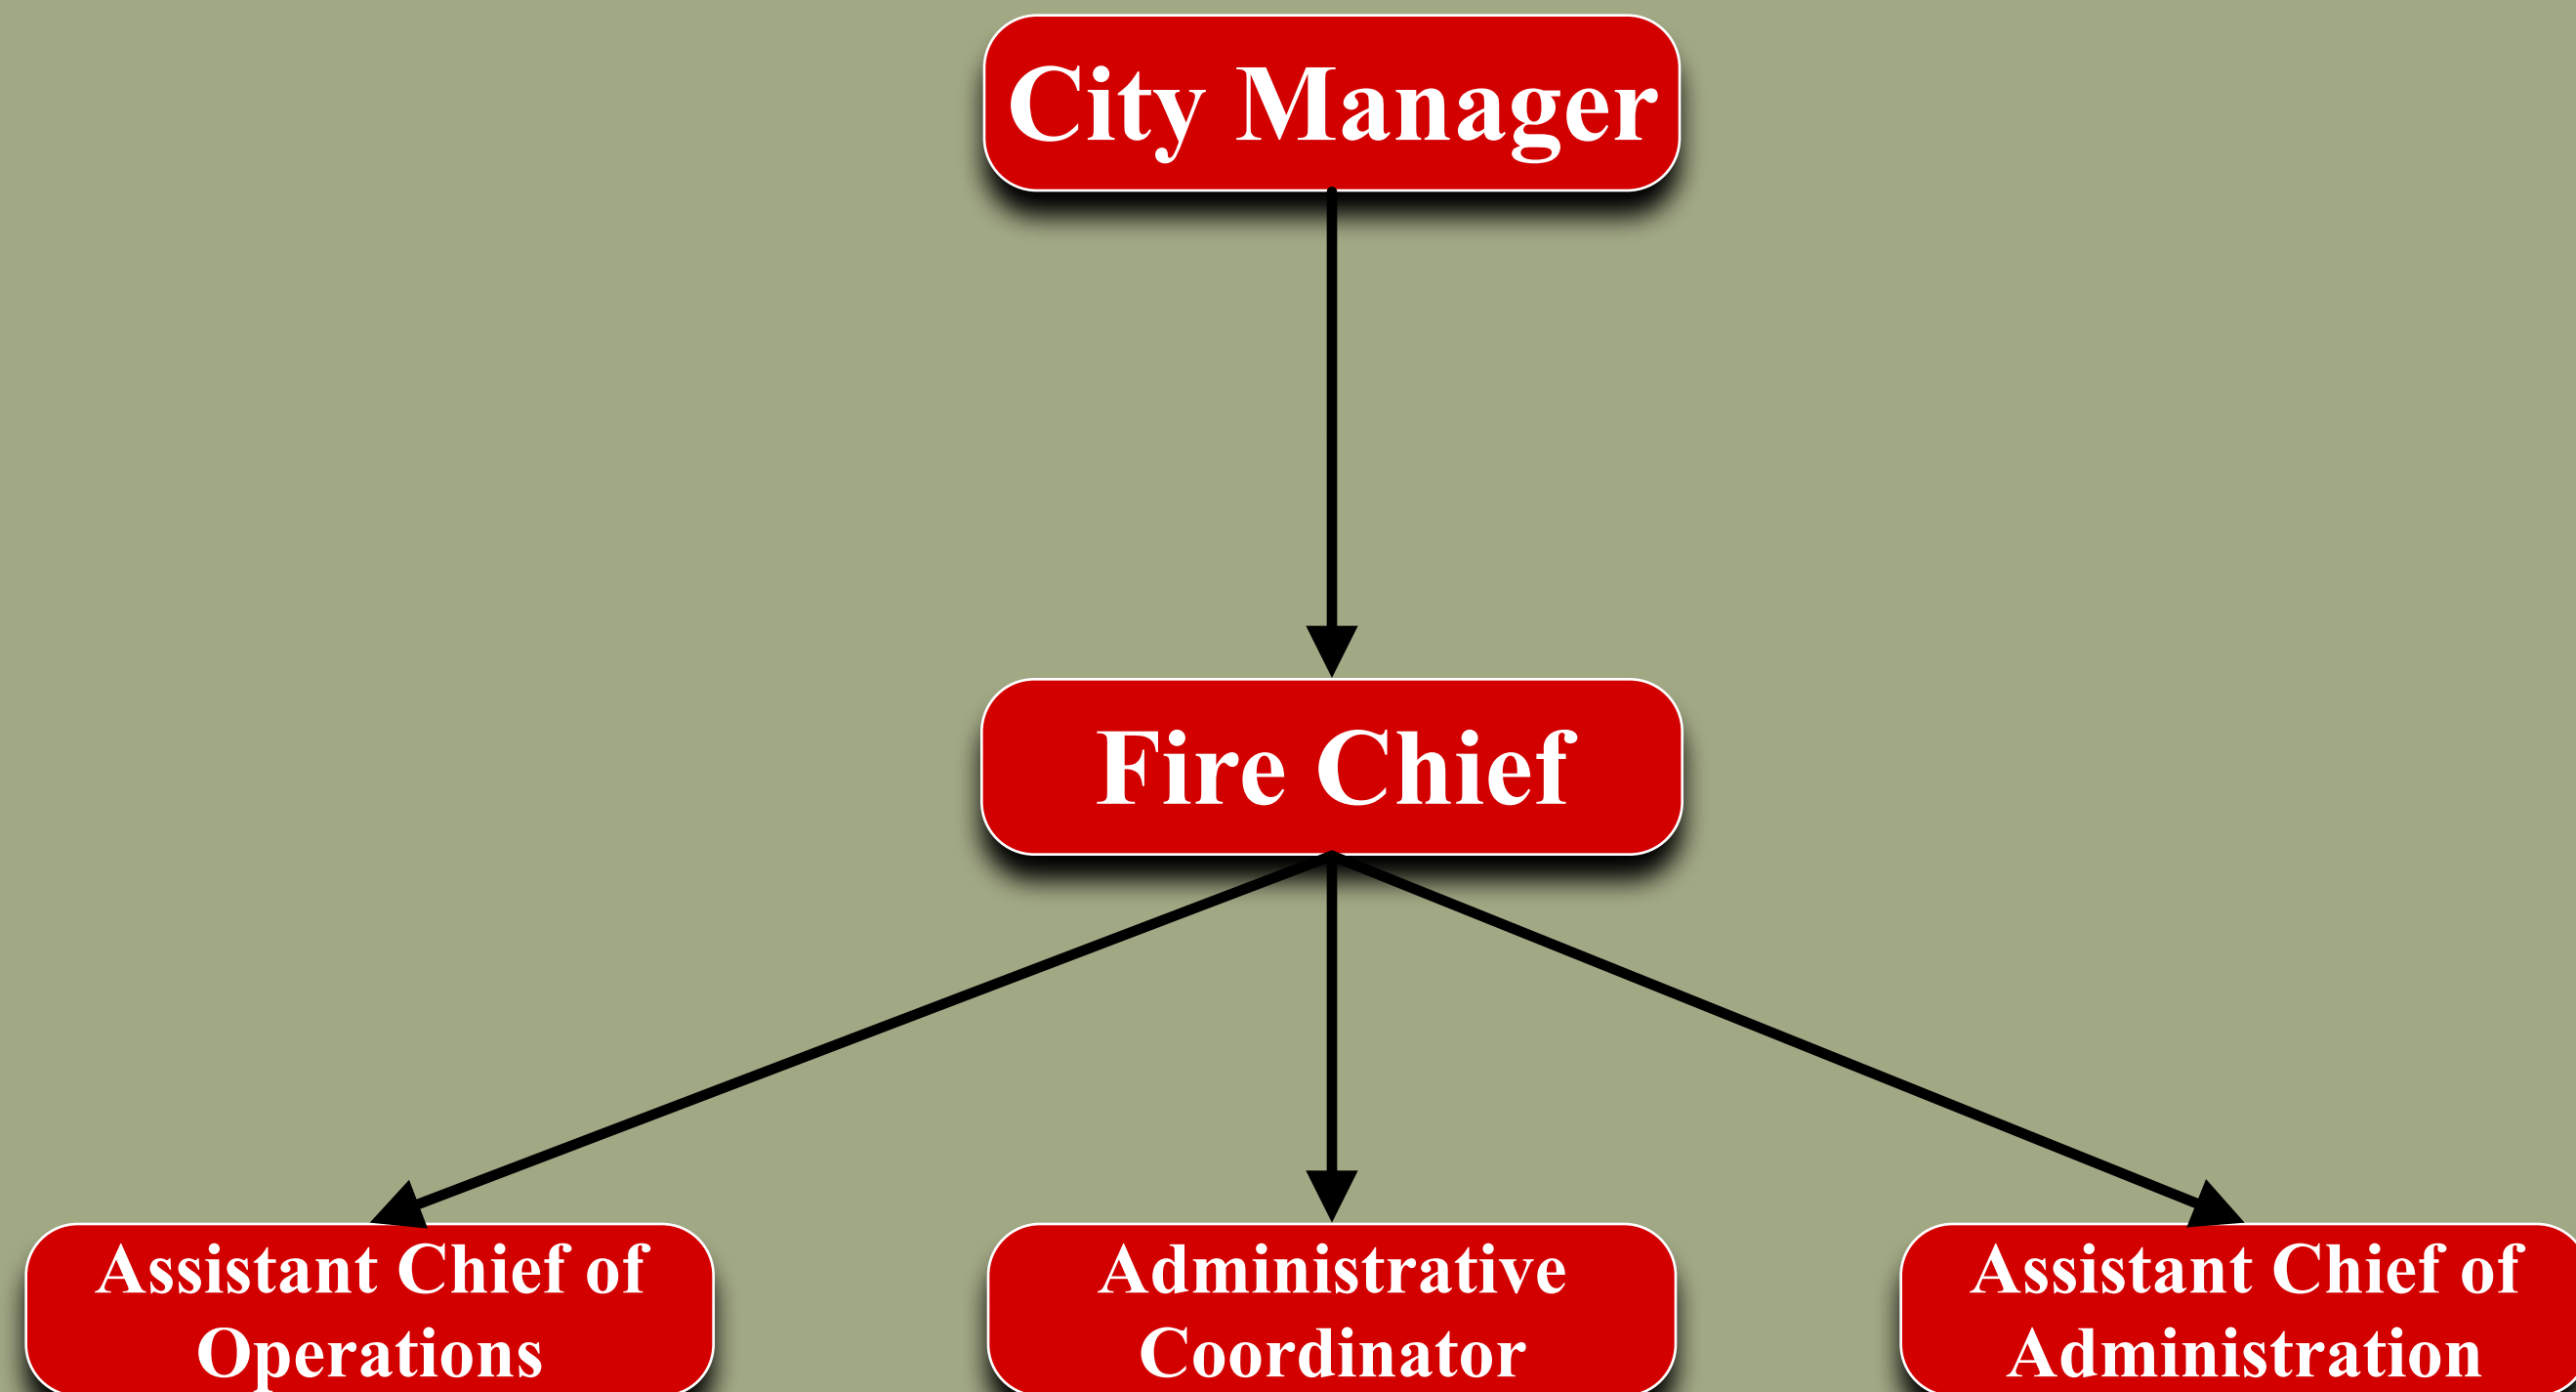 City Manager
Fire Chief
Assistant Chief of
Operations
Administrative
Coordinator
Assistant Chief of
Administration